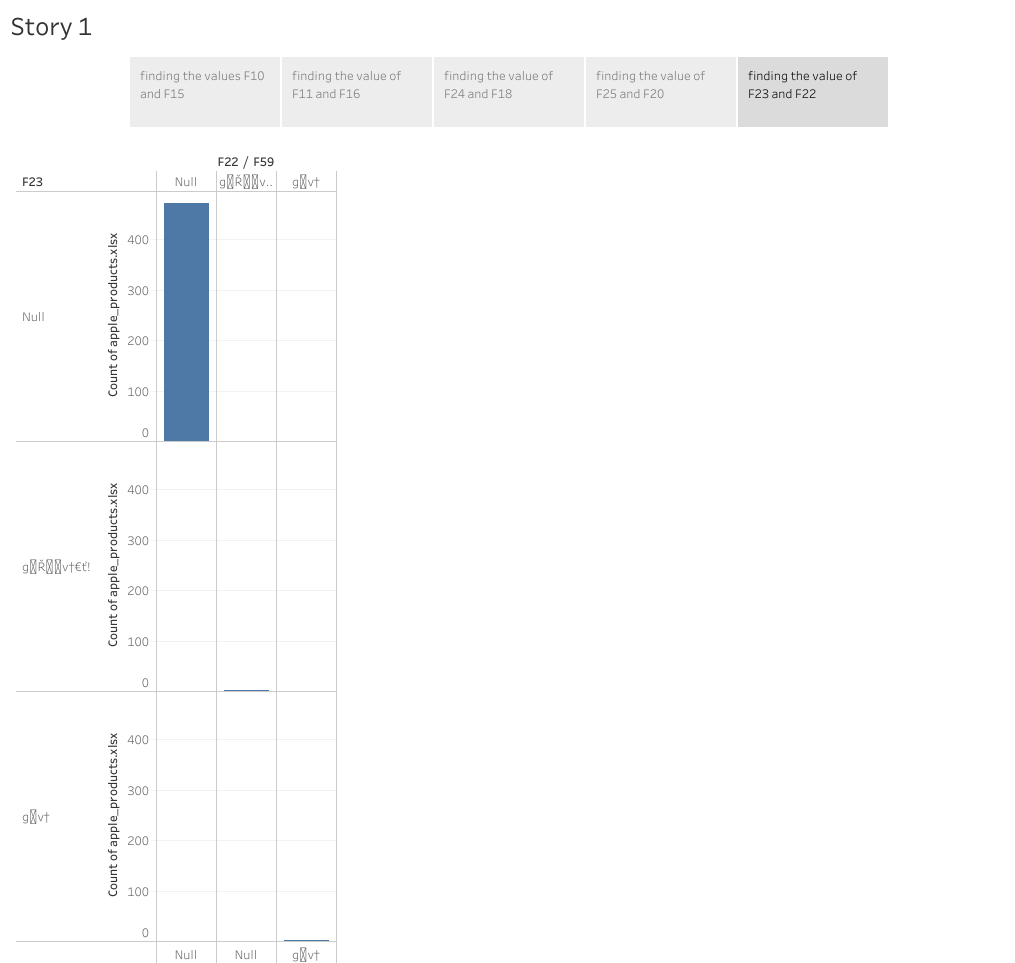 Story 1
finding the values F10
and F15
finding the value of
F11 and F16
finding the value of
F24 and F18
finding the value of
F25 and F20
finding the value of
F23 and F22
F22 / F59
F23
Null
Null
Count of apple_products.xlsx
400
300
200
100
0
Count of apple_products.xlsx
400
300
200
100
0
Count of apple_products.xlsx
400
300
200
100
0
Null
Null